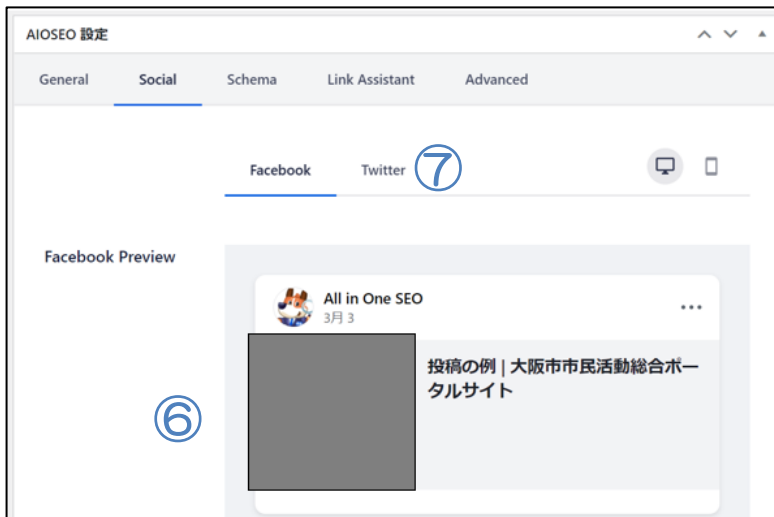 AIOSEO 設定
General Social Schema Link Assistant Advanced
Facebook Twitter ⑦
Facebook Preview
All in One SEO
3月 3
投稿の例 | 大阪市市民活動総合ポー
タルサイト
⑥